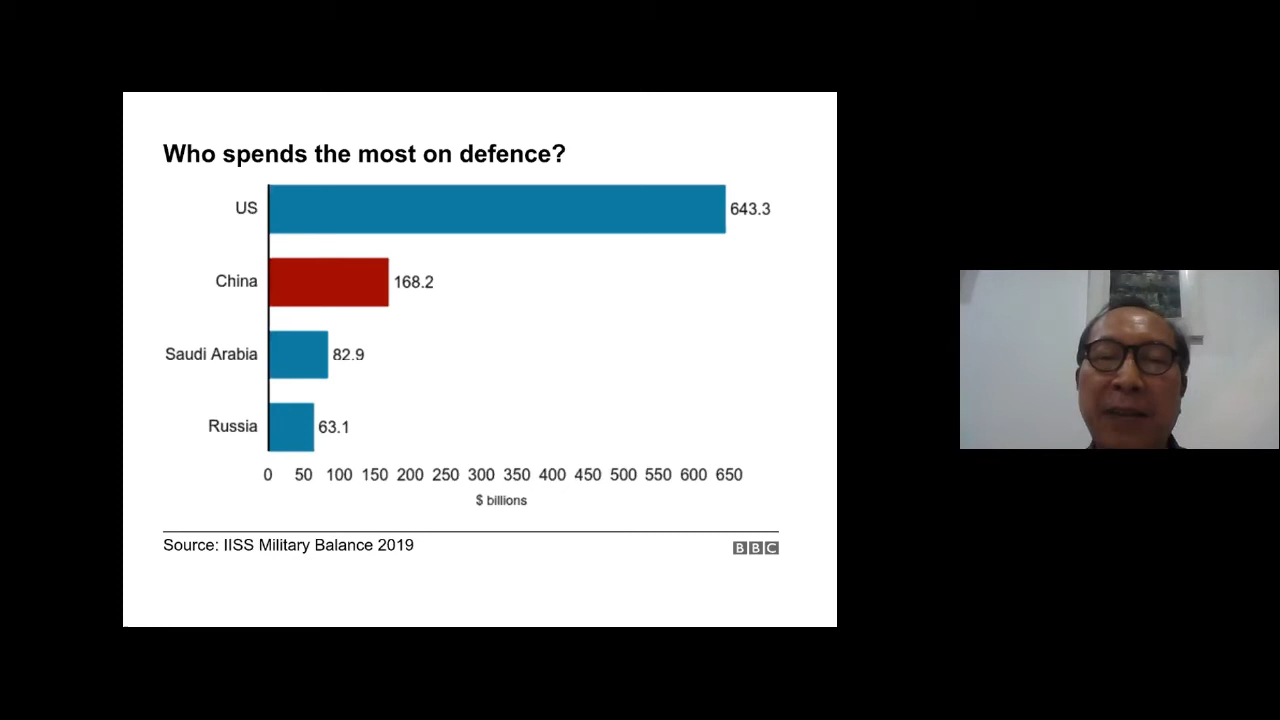 Who spends the most on defence?
US 643.3
China 168.2
Saudi Arabia 82.9
Russia 63.1
0 50 100 150 200 250 300 350 400 450 500 550 600 650
$ billions
Source: IISS Military Balance 2019
BBC